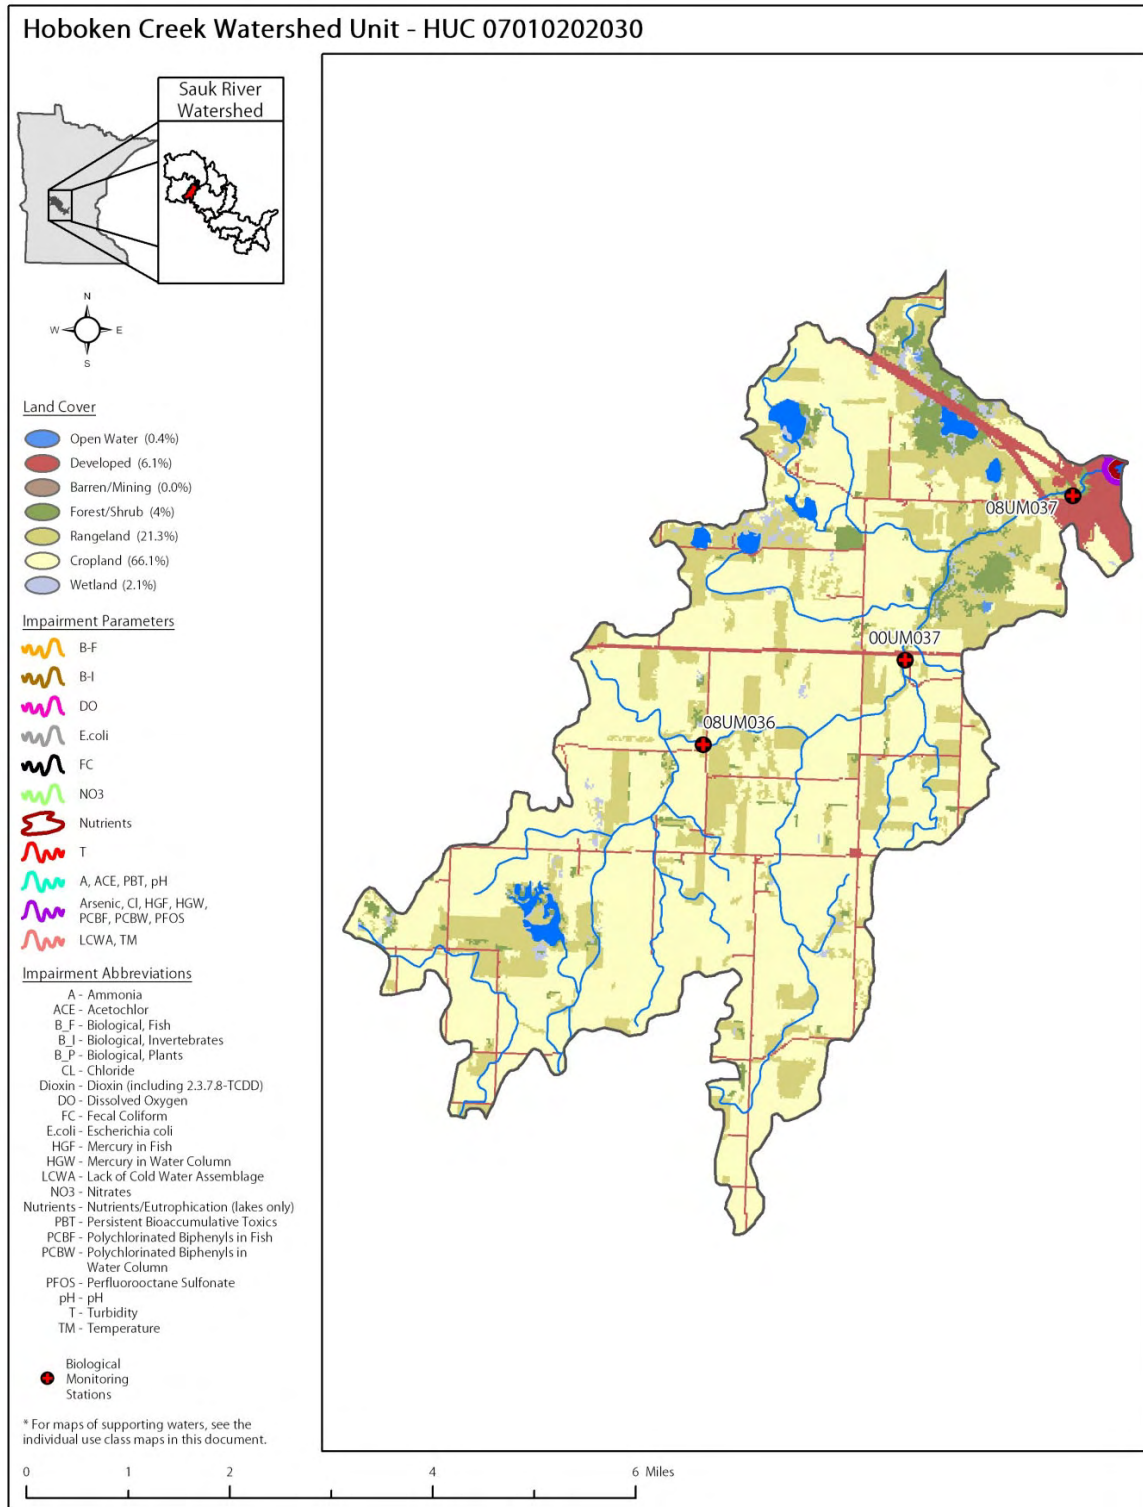 Hoboken Creek Watershed Unit - HUC 07010202030
Sauk River
Watershed
N
W
E
S
Land Cover
Open Water (0.4%)
Developed (6.1%)
Barren/Mining (0.0%)
Forest/Shrub (4%)
Rangeland (21.3%)
Cropland (66.1%)
Wetland (2.1%)
Impairment Parameters
B-F
B-I
DO
E.coli
FC
NO3
Nutrients
T
A, ACE, PBT, pH
Arsenic, Cl, HGF, HGW,
PCBF, PCBW, PFOS
LCWA, TM
Impairment Abbreviations
A - Ammonia
ACE - Acetochlor
B_F - Biological, Fish
B_I - Biological, Invertebrates
B_P - Biological, Plants
CL - Chloride
Dioxin - Dioxin (including 2.3.7.8-TCDD)
DO - Dissolved Oxygen
FC - Fecal Coliform
E.coli - Escherichia coli
HGF - Mercury in Fish
HGW - Mercury in Water Column
LCWA - Lack of Cold Water Assemblage
NO3 - Nitrates
Nutrients - Nutrients/Eutrophication (lakes only)
PBT - Persistent Bioaccumulative Toxics
PCBF - Polychlorinated Biphenyls in Fish
PCBW - Polychlorinated Biphenyls in
Water Column
PFOS - Perfluorooctane Sulfonate
pH - pH
T - Turbidity
TM - Temperature
Biological
Monitoring
Stations
* For maps of supporting waters, see the
individual use class maps in this document.
08UM037
00UM037
08UM036
0 1 2 4 6 Miles